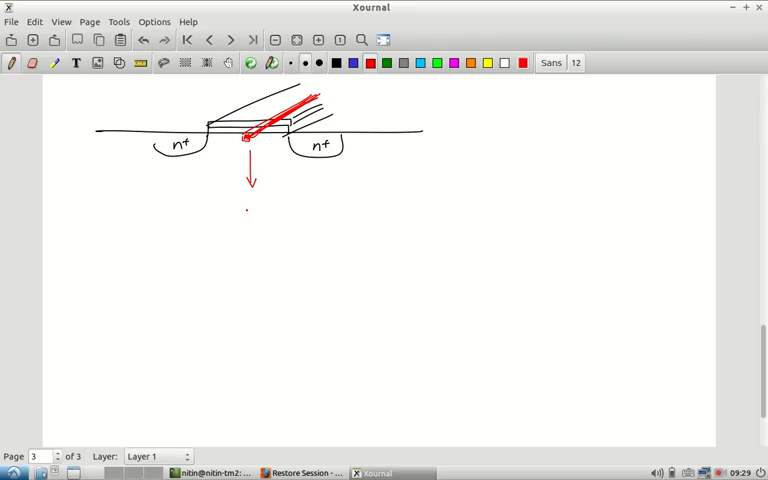 Xournal
File Edit View Page Tools Options Help
Sans 12
n+ n+
Page 3 of 3 Layer: Layer 1
nitin@nitin-tm2: ... Restore Session - ... Xournal 09:29